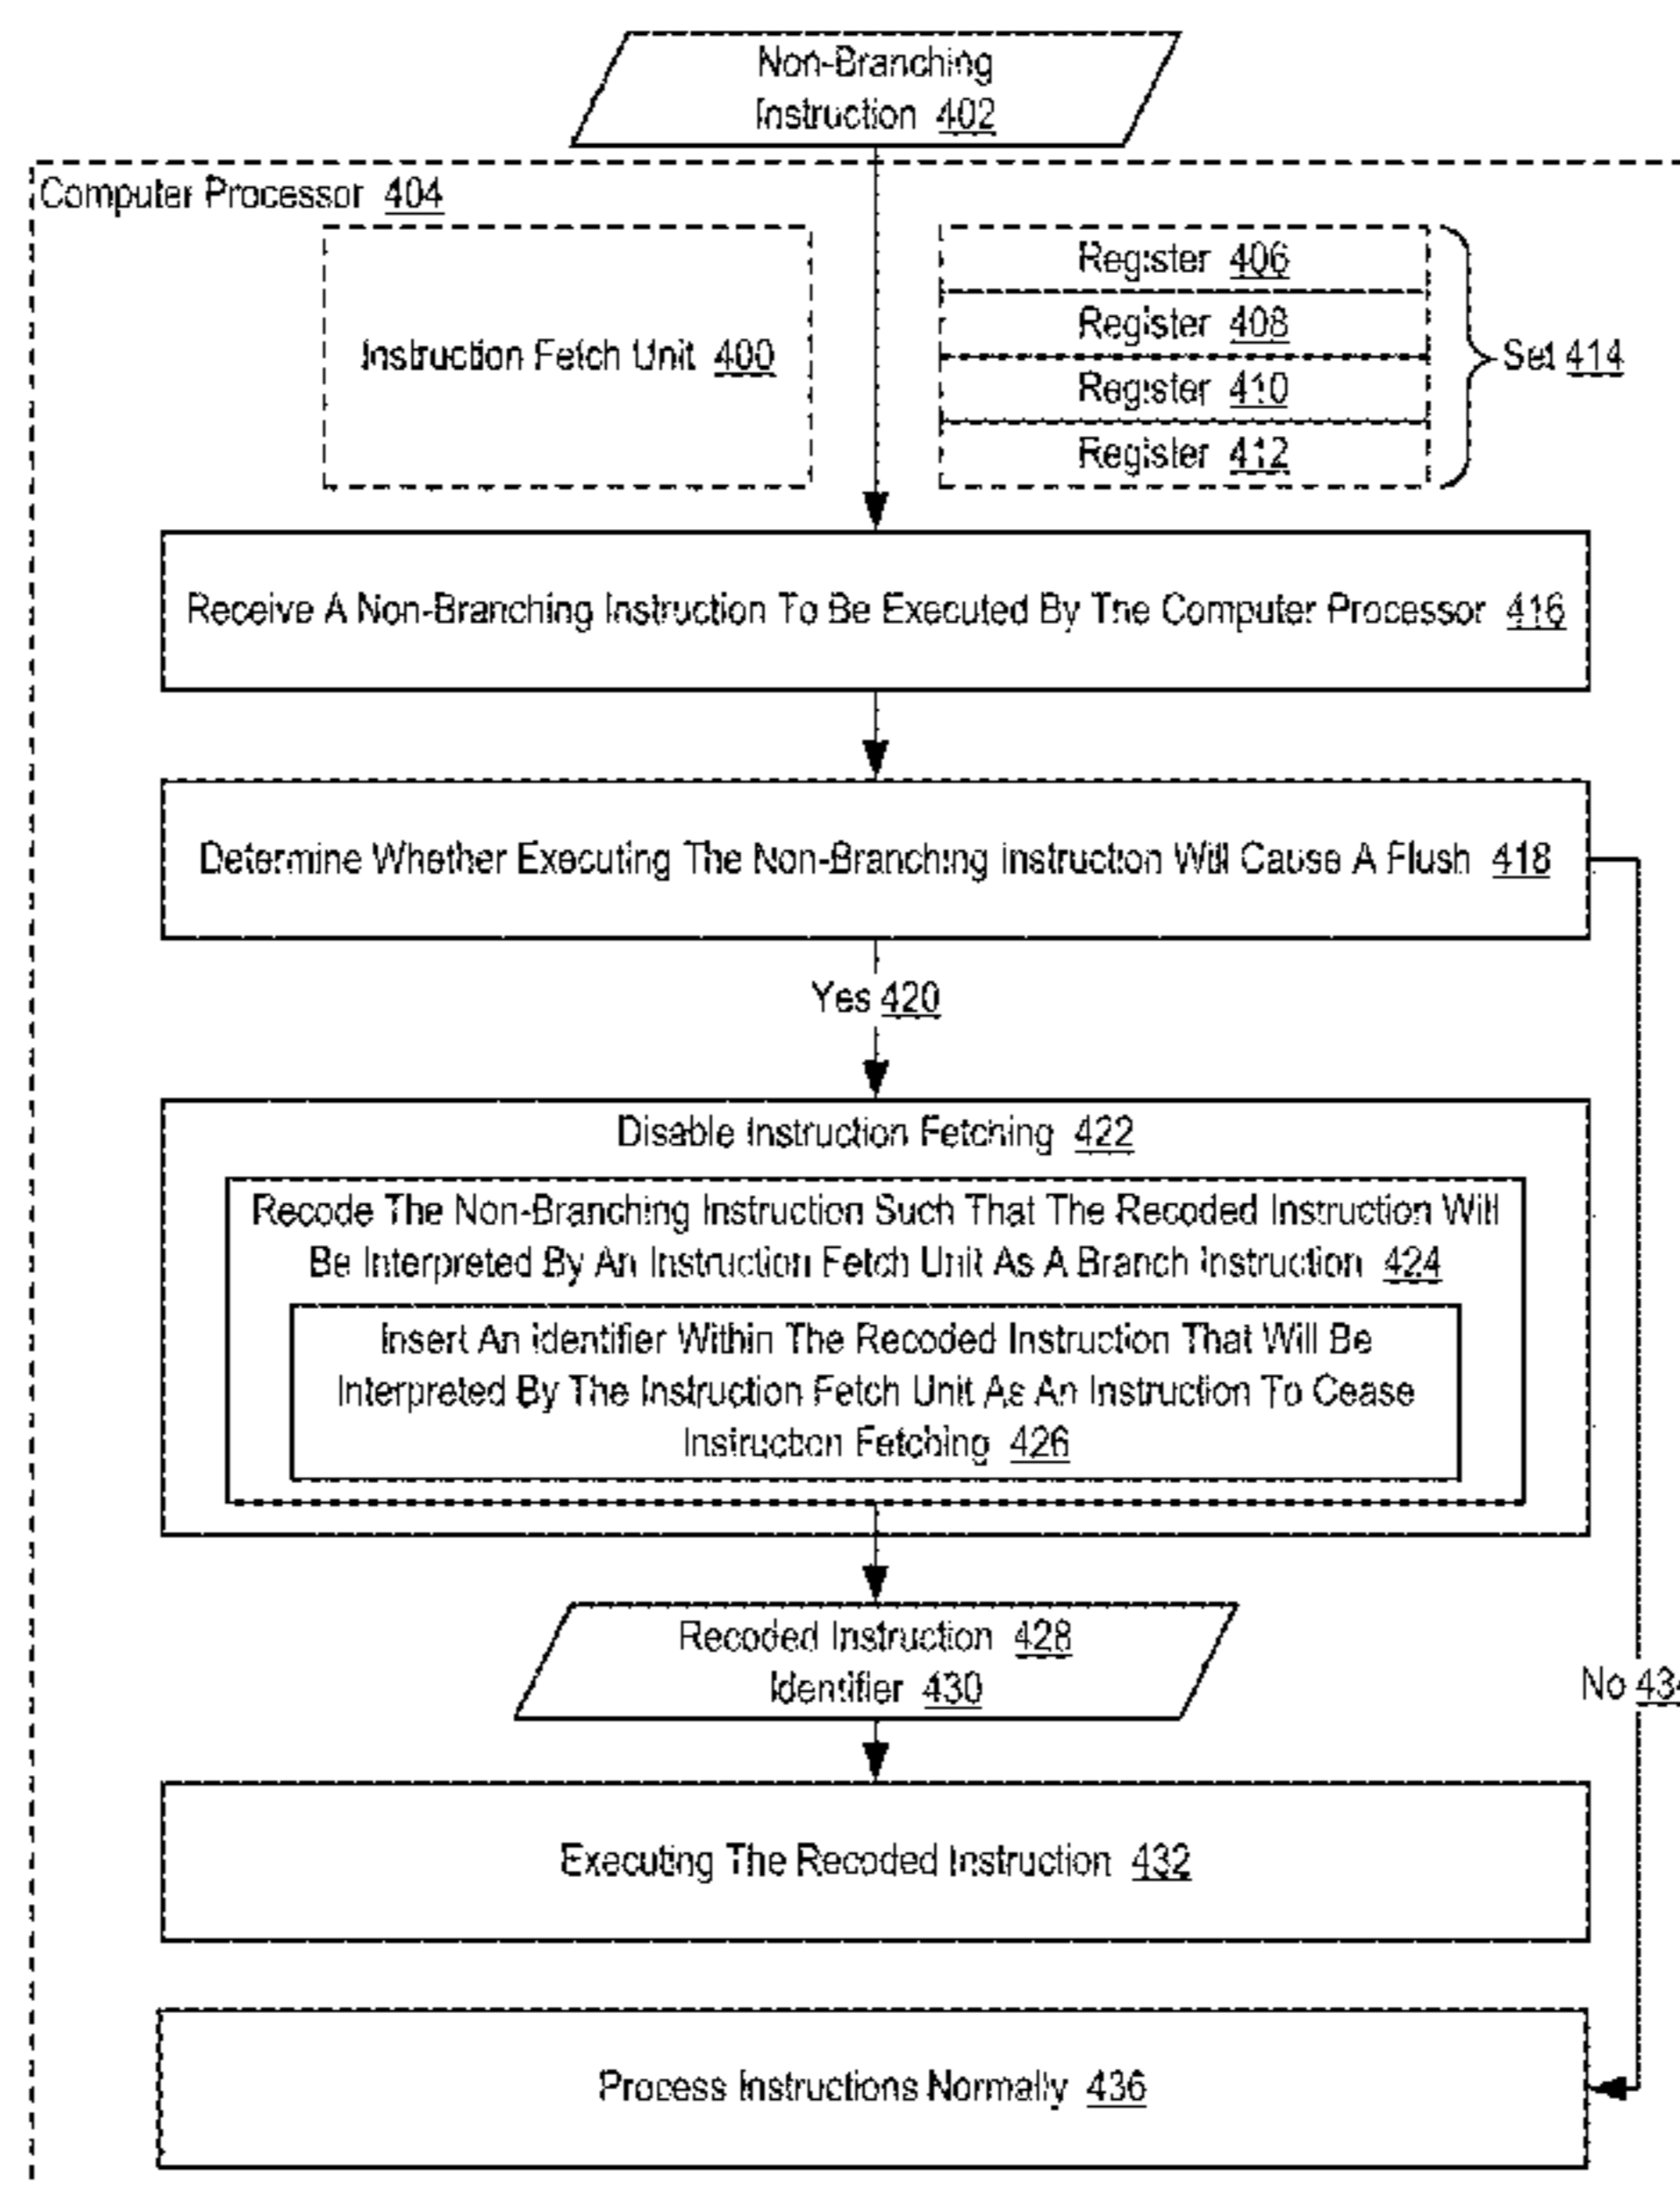 Non-Branching
Instruction 402
Computer Processor 404
Instruction Fetch Unit 400
Register 406
Register 408
Register 410
Register 412
Set 414
Receive A Non-Branching Instruction To Be Executed By The Computer Processor 416
Determine Whether Executing The Non-Branching Instruction Will Cause A Flush 418
Yes 420
Disable Instruction Fetching 422
Recode The Non-Branching Instruction Such That The Recoded Instruction Will
Be Interpreted By An Instruction Fetch Unit As A Branch Instruction 424
Insert An Identifier Within The Recoded Instruction That Will Be
Interpreted By The Instruction Fetch Unit As An Instruction To Cease
Instruction Fetching 426
Recoded Instruction 428
Identifier 430
No 434
Executing The Recoded Instruction 432
Process Instructions Normally 436